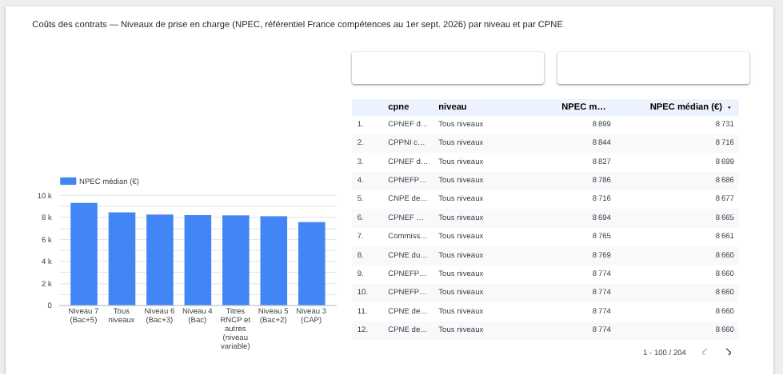 Coûts des contrats — Niveaux de prise en charge (NPEC, référentiel France compétences au 1er sept. 2026) par niveau et par CPNE
NPEC médian (€)
10 k
8 k
6 k
4 k
2 k
0
Niveau 7 (Bac+5)
Tous niveaux
Niveau 6 (Bac+3)
Niveau 4 (Bac)
Titres RNCP et autres (niveau variable)
Niveau 5 (Bac+2)
Niveau 3 (CAP)
cpne niveau NPEC m... NPEC médian (€)
1. CPNEF d... Tous niveaux 8 899 8 731
2. CPPNI c... Tous niveaux 8 844 8 716
3. CPNEF d... Tous niveaux 8 827 8 699
4. CPNEFP... Tous niveaux 8 786 8 686
5. CNPE de... Tous niveaux 8 716 8 677
6. CPNEF ... Tous niveaux 8 694 8 665
7. Commiss... Tous niveaux 8 765 8 661
8. CPNE du... Tous niveaux 8 769 8 660
9. CPNEFP... Tous niveaux 8 774 8 660
10. CPNEFP... Tous niveaux 8 774 8 660
11. CPNE de... Tous niveaux 8 774 8 660
12. CPNE de... Tous niveaux 8 774 8 660
1 - 100 / 204